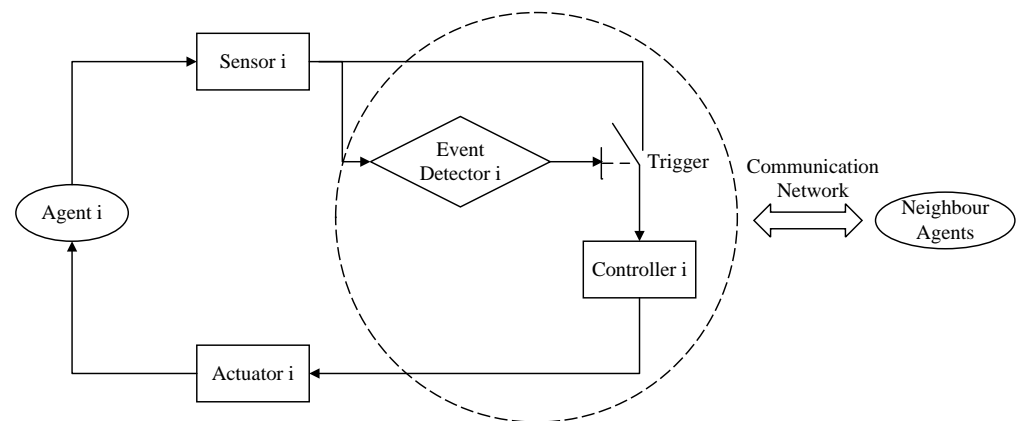 Sensor i
Event
Detector i
Trigger
Communication
Network
Agent i
Neighbour
Agents
Controller i
Actuator i